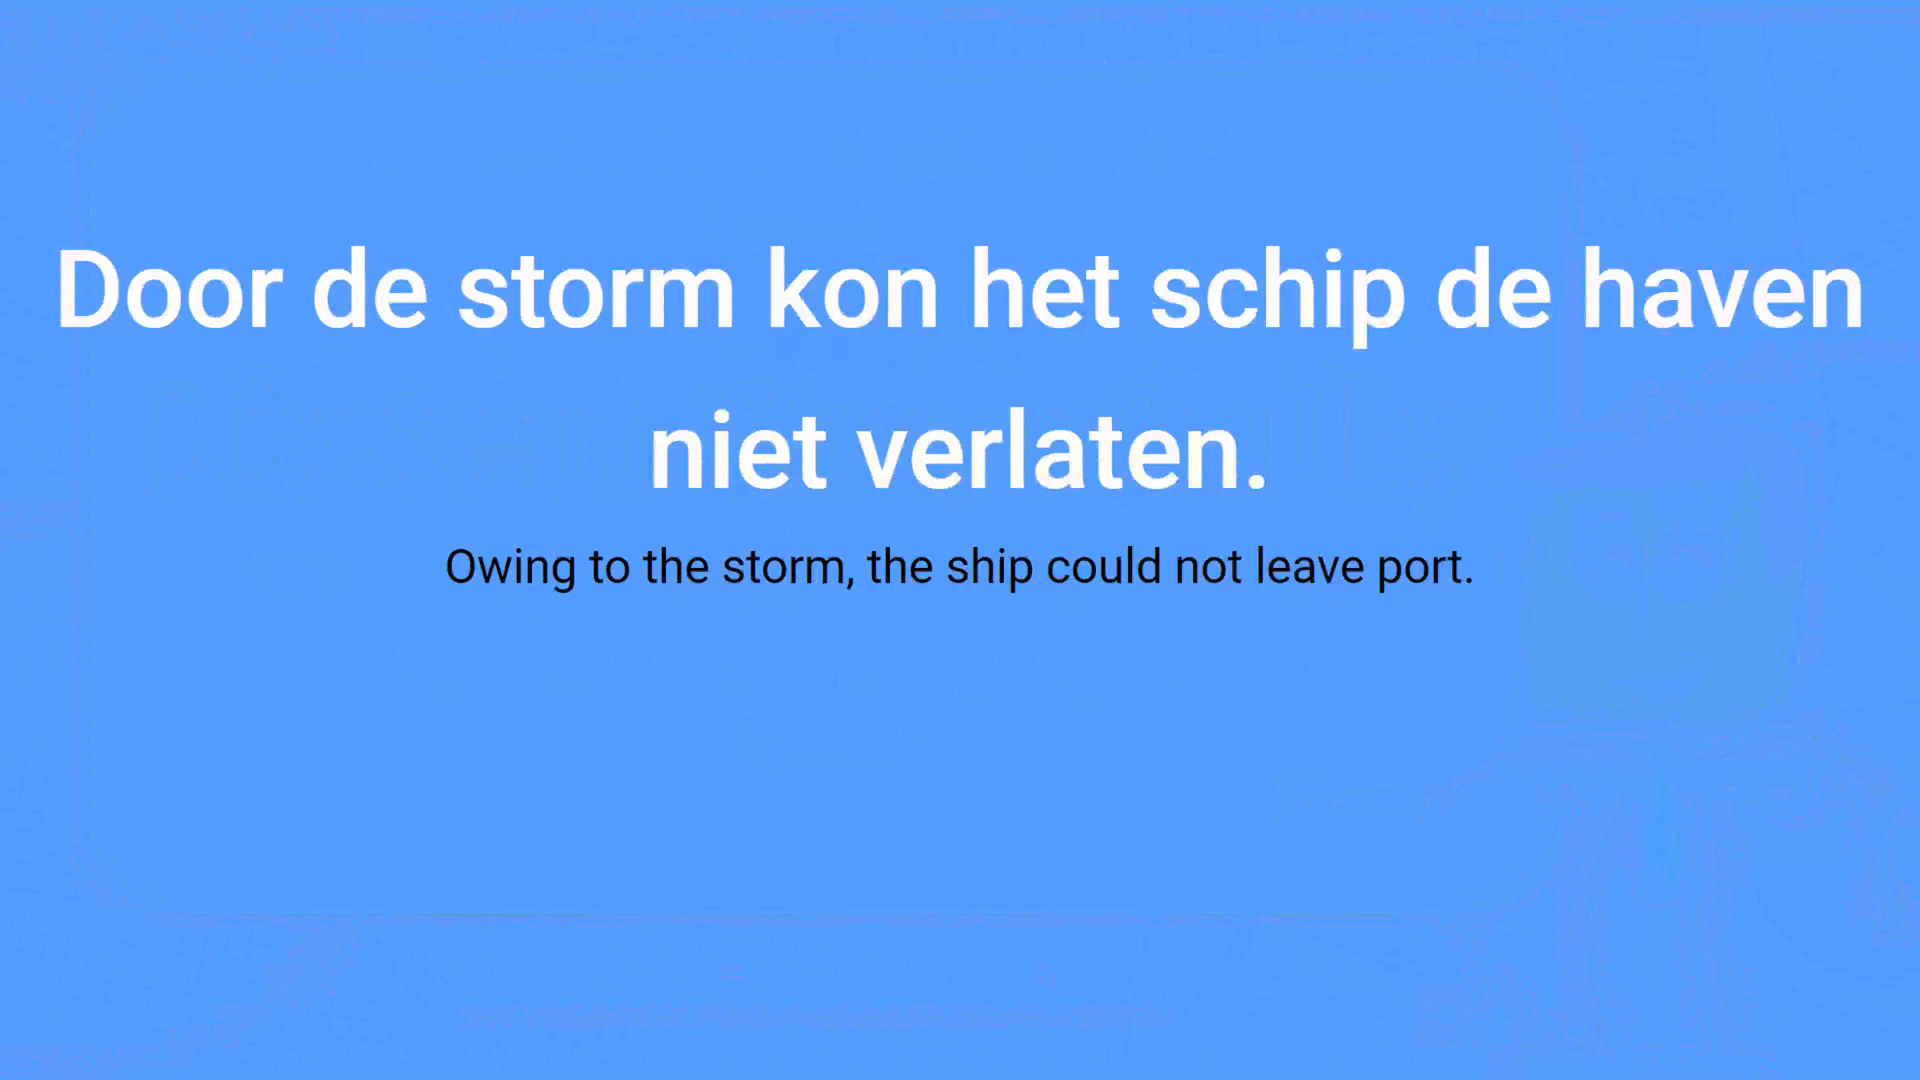 Door de storm kon het schip de haven
niet verlaten.
Owing to the storm, the ship could not leave port.